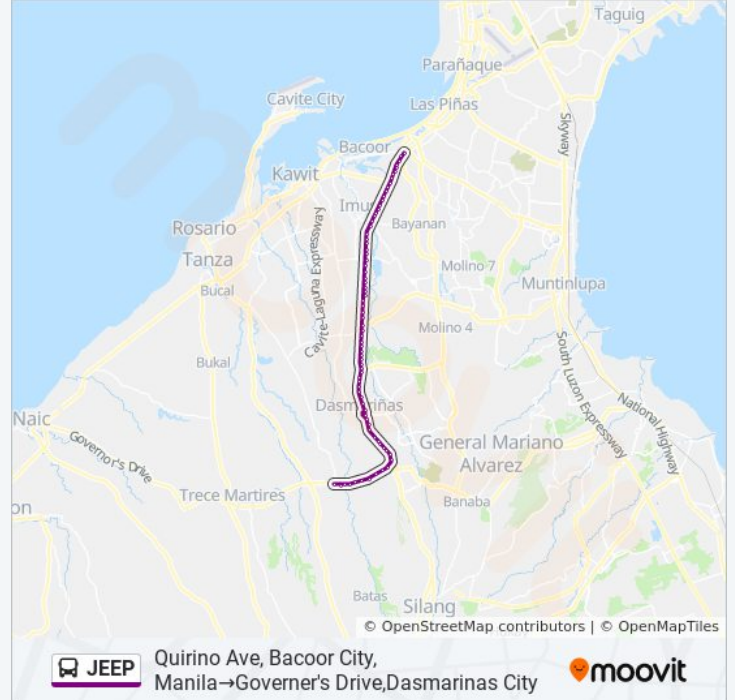 Taguig
Parañaque
Cavite City
Las Piñas
Skyway
Bacoor
Kawit
Imus
Bayanan
Rosario
Cavite-Laguna Expressway
Tanza
Molino 7
Muntinlupa
Bucal
Molino 4
Bukal
South Luzon Expressway
Dasmariñas
National Highway
Naic
General Mariano
Alvarez
Governor's Drive
Trece Martires
Banaba
Batas
Silang
© OpenStreetMap contributors | © OpenMapTiles
JEEP
Quirino Ave, Bacoor City,
Manila→Governer's Drive,Dasmarinas City
moovit